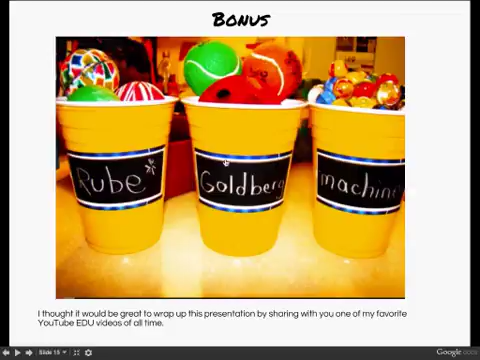 Bonus
Rube*
Goldberg
machine
I thought it would be great to wrap up this presentation by sharing with you one of my favorite
YouTube EDU videos of all time.
Slide 15
Google docs